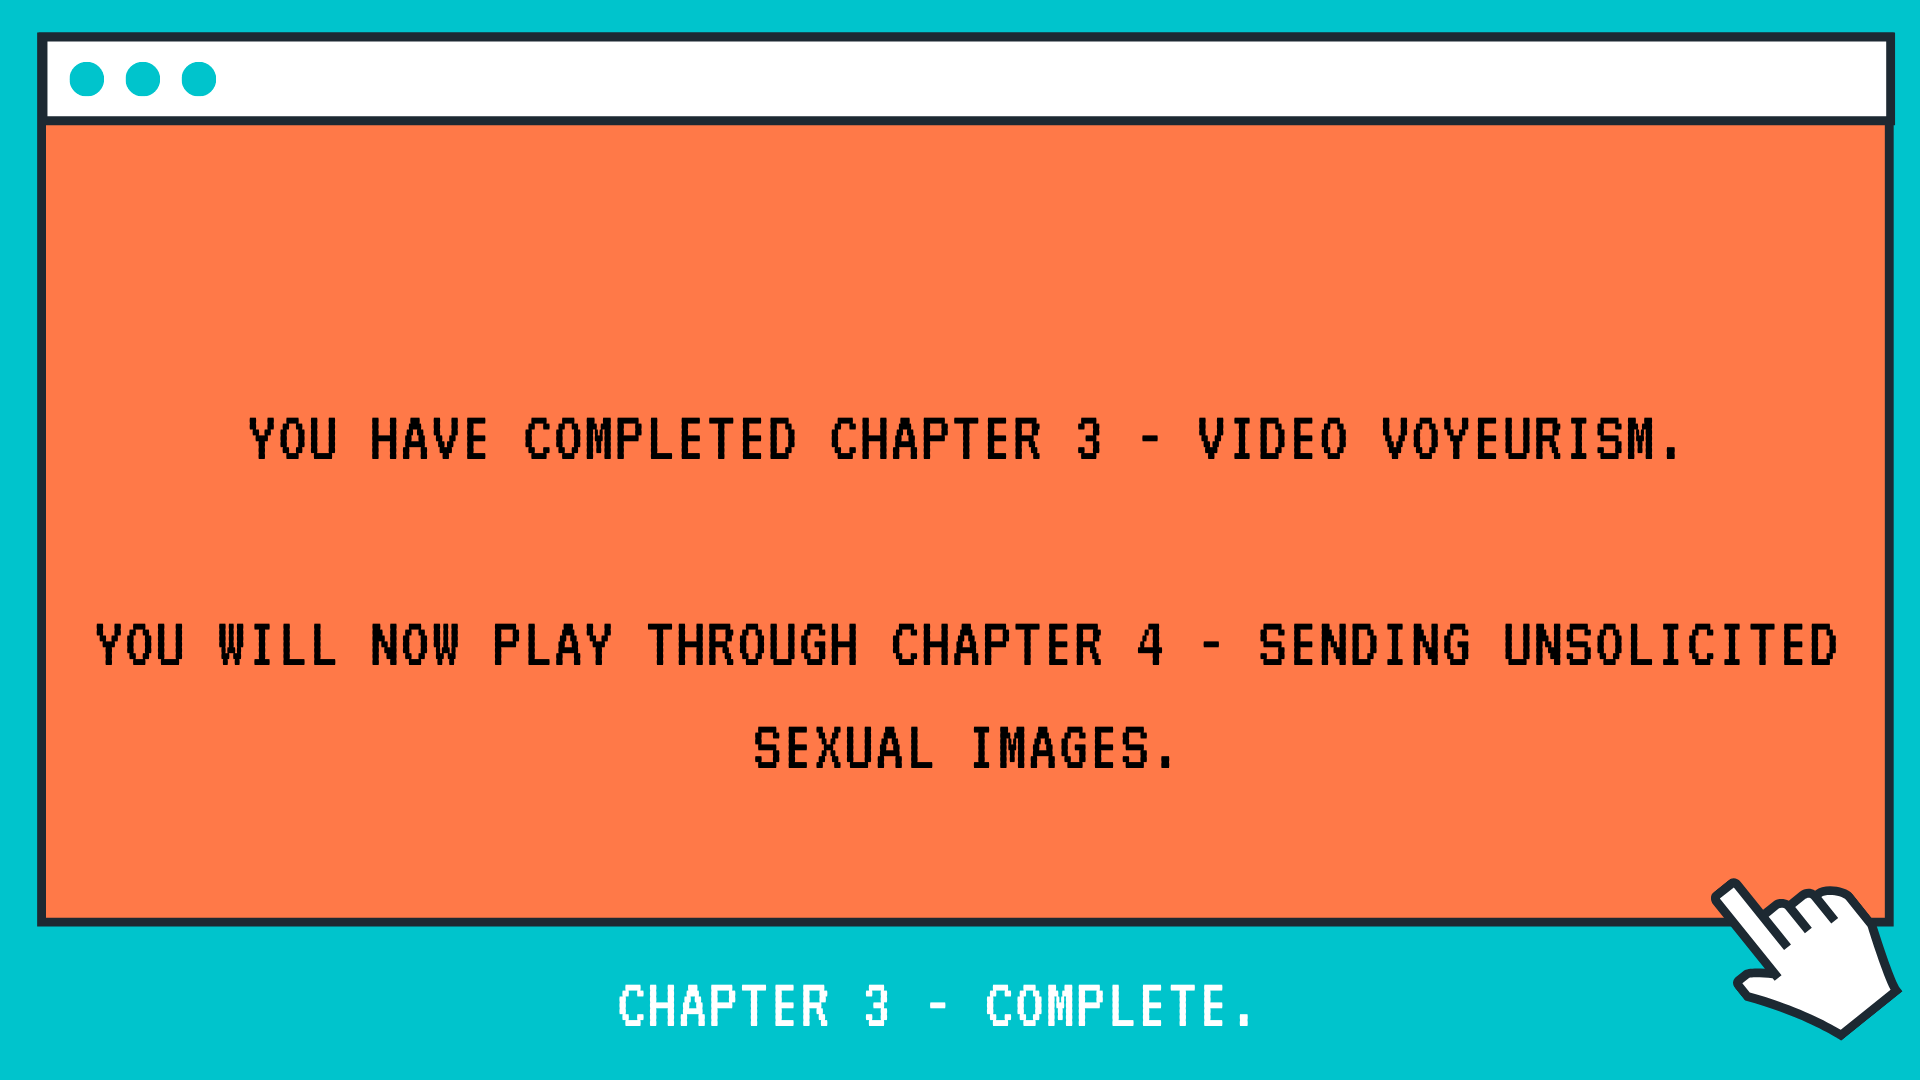 YOU HAVE COMPLETED CHAPTER 3 - VIDEO VOYEURISM.
YOU WILL NOW PLAY THROUGH CHAPTER 4 - SENDING UNSOLICITED
SEXUAL IMAGES.
CHAPTER 3 - COMPLETE.